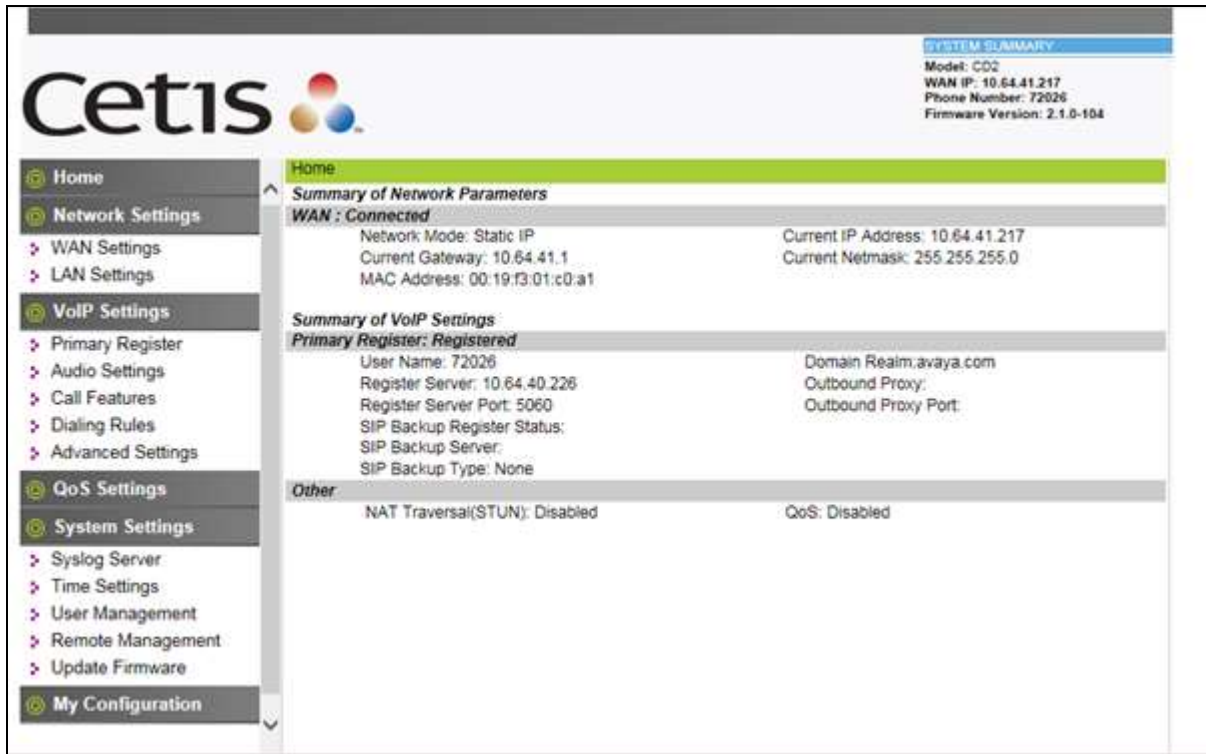 SYSTEM SUMMARY
Model: CD2
WAN IP: 10.64.41.217
Phone Number: 72026
Firmware Version: 2.1.0-104
Cetis
Home
Network Settings
WAN Settings
LAN Settings
VoIP Settings
Primary Register
Audio Settings
Call Features
Dialing Rules
Advanced Settings
QoS Settings
System Settings
Syslog Server
Time Settings
User Management
Remote Management
Update Firmware
My Configuration
Home
Summary of Network Parameters
WAN : Connected
Network Mode: Static IP
Current IP Address: 10.64.41.217
Current Gateway: 10.64.41.1
Current Netmask: 255.255.255.0
MAC Address: 00:19:f3:01:c0:a1
Summary of VoIP Settings
Primary Register: Registered
User Name: 72026
Domain Realm:avaya.com
Register Server: 10.64.40.226
Outbound Proxy:
Register Server Port: 5060
Outbound Proxy Port:
SIP Backup Register Status:
SIP Backup Server:
SIP Backup Type: None
Other
NAT Traversal(STUN): Disabled
QoS: Disabled